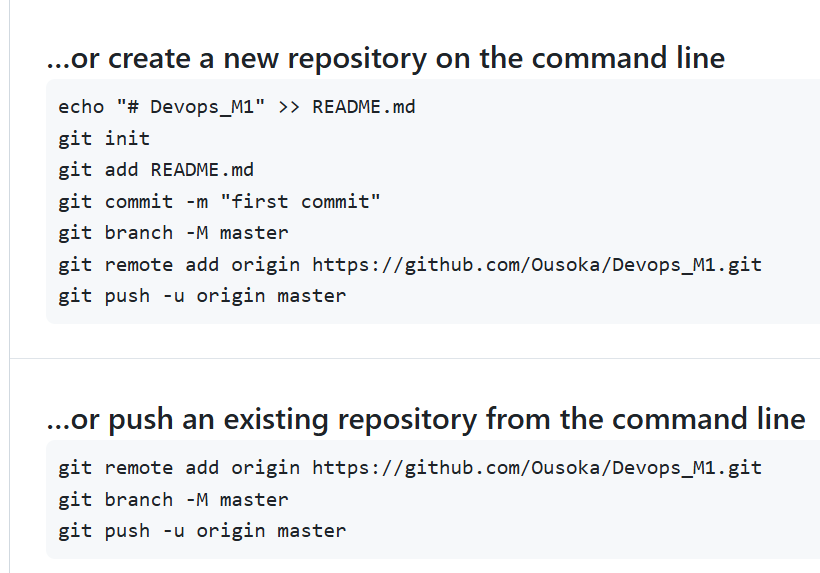 ...or create a new repository on the command line
echo "# Devops_M1" >> README.md
git init
git add README.md
git commit -m "first commit"
git branch -M master
git remote add origin https://github.com/Ousoka/Devops_M1.git
git push -u origin master
...or push an existing repository from the command line
git remote add origin https://github.com/Ousoka/Devops_M1.git
git branch -M master
git push -u origin master